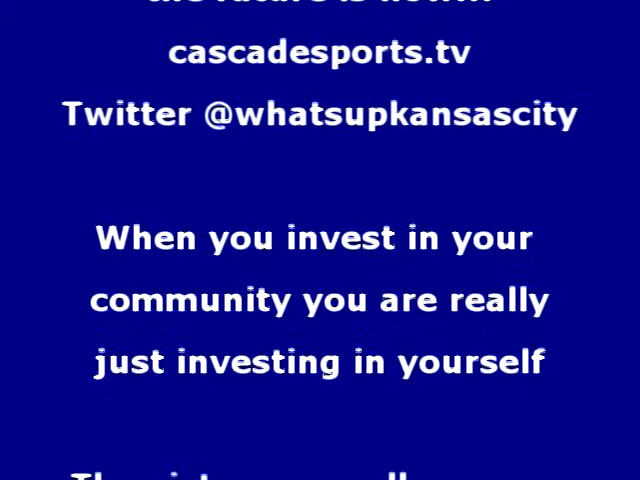 cascadesports.tv
Twitter @whatsupkansascity
When you invest in your
community you are really
just investing in yourself